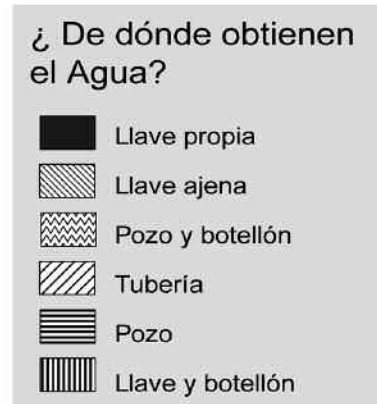 ¿ De dónde obtienen
el Agua?
Llave propia
Llave ajena
Pozo y botellón
Tubería
Pozo
Llave y botellón